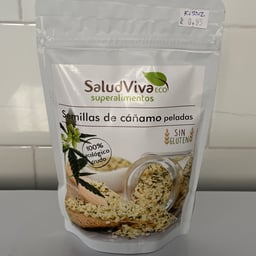 SaludViva
eco
superalimentos
Semillas de cáñamo peladas
SIN
GLUTEN
100%
ecológico
crudo